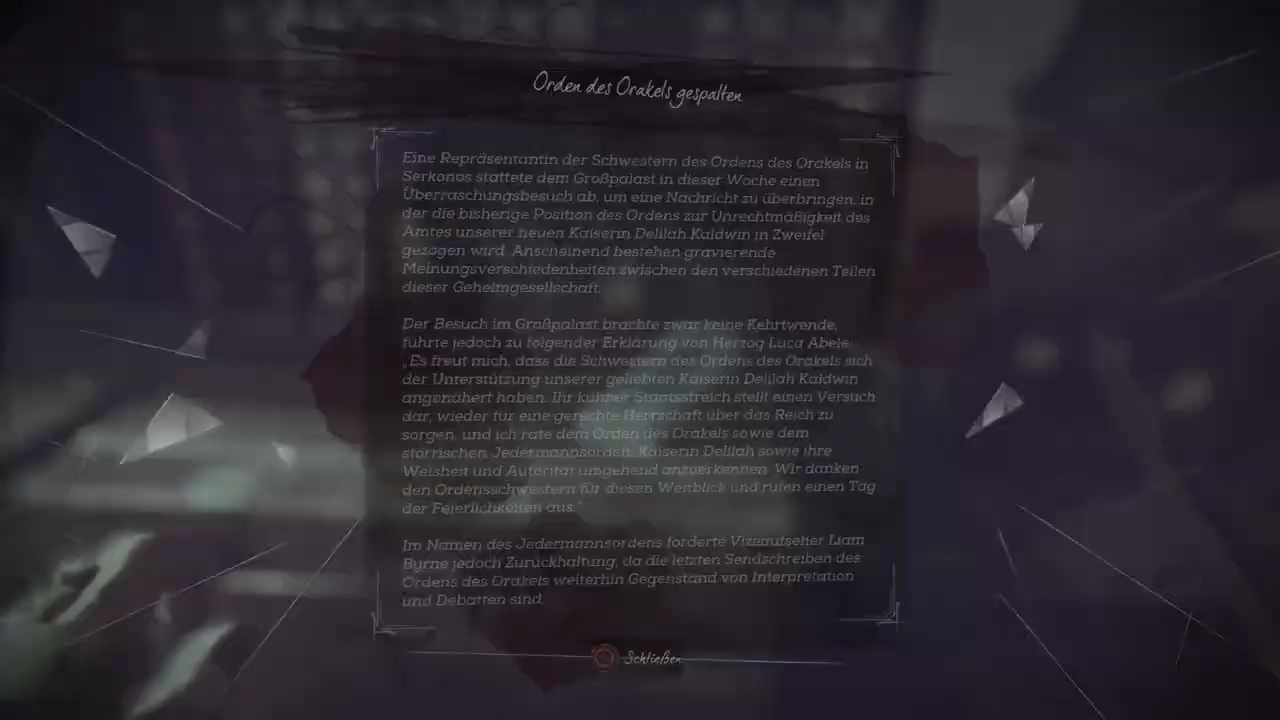 Orden des Orakels gespalten
Eine Repräsentantin der Schwestern des Ordens des Orakels in
Serkonos stattete dem Großpalast in dieser Woche einen
Überraschungsbesuch ab, um eine Nachricht zu überbringen, in
der die bisherige Position des Ordens zur Unrechtmäßigkeit des
Amtes unserer neuen Kaiserin Delilah Kaldwin in Zweifel
gezogen wird. Anscheinend bestehen gravierende
Meinungsverschiedenheiten zwischen den verschiedenen Teilen
dieser Geheimgesellschaft.
Der Besuch im Großpalast brachte zwar keine Kehrtwende,
führte jedoch zu folgender Erklärung von Herzog Luca Abele:
„Es freut mich, dass die Schwestern des Ordens des Orakels sich
der Unterstützung unserer geliebten Kaiserin Delilah Kaldwin
angenähert haben. Ihr kühner Staatsstreich stellt einen Versuch
dar, wieder für eine gerechte Herrschaft über das Reich zu
sorgen, und ich rate dem Orden des Orakels sowie dem
störrischen Jedermannsorden, Kaiserin Delilah sowie ihre
Weisheit und Autorität umgehend anzuerkennen. Wir danken
den Ordensschwestern für diesen Weitblick und rufen einen Tag
der Feierlichkeiten aus."
Im Namen des Jedermannsordens forderte Vizeaufseher Liam
Byrne jedoch Zurückhaltung, da die letzten Sendschreiben des
Ordens des Orakels weiterhin Gegenstand von Interpretation
und Debatten sind.
Schließen